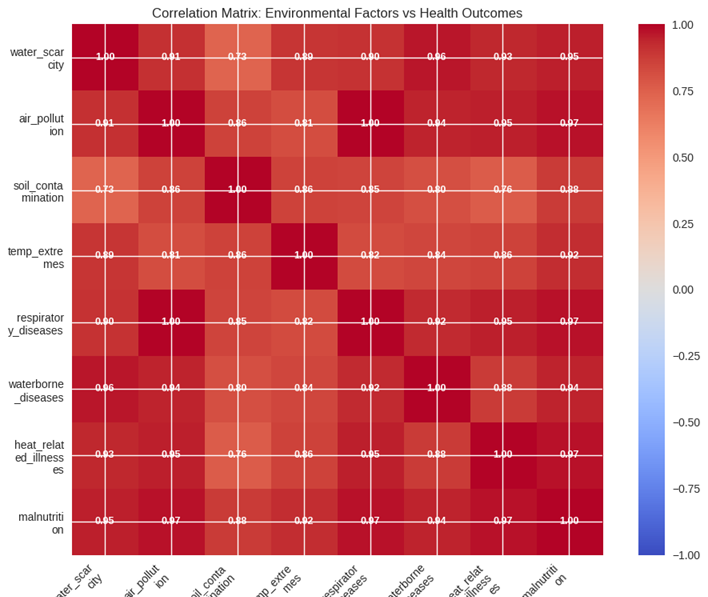 Correlation Matrix: Environmental Factors vs Health Outcomes
water_scar
city
1.00 0.91 0.73 0.89 0.90 0.96 0.93 0.95
air_pollut
ion
0.91 1.00 0.86 0.81 1.00 0.94 0.95 0.97
soil_conta
mination
0.73 0.86 1.00 0.86 0.85 0.80 0.76 0.88
temp_extre
mes
0.89 0.81 0.86 1.00 0.82 0.84 0.86 0.92
respirator
y_diseases
0.90 1.00 0.85 0.82 1.00 0.92 0.95 0.97
waterborne
_diseases
0.96 0.94 0.80 0.84 0.92 1.00 0.88 0.94
heat_relat
ed_illness
es
0.93 0.95 0.76 0.86 0.95 0.88 1.00 0.97
malnutriti
on
0.95 0.97 0.88 0.92 0.97 0.94 0.97 1.00
city
air_pollut
ion
mes
es
malnutriti
on
1.00
0.75
0.50
0.25
0.00
−0.25
−0.50
−0.75
−1.00